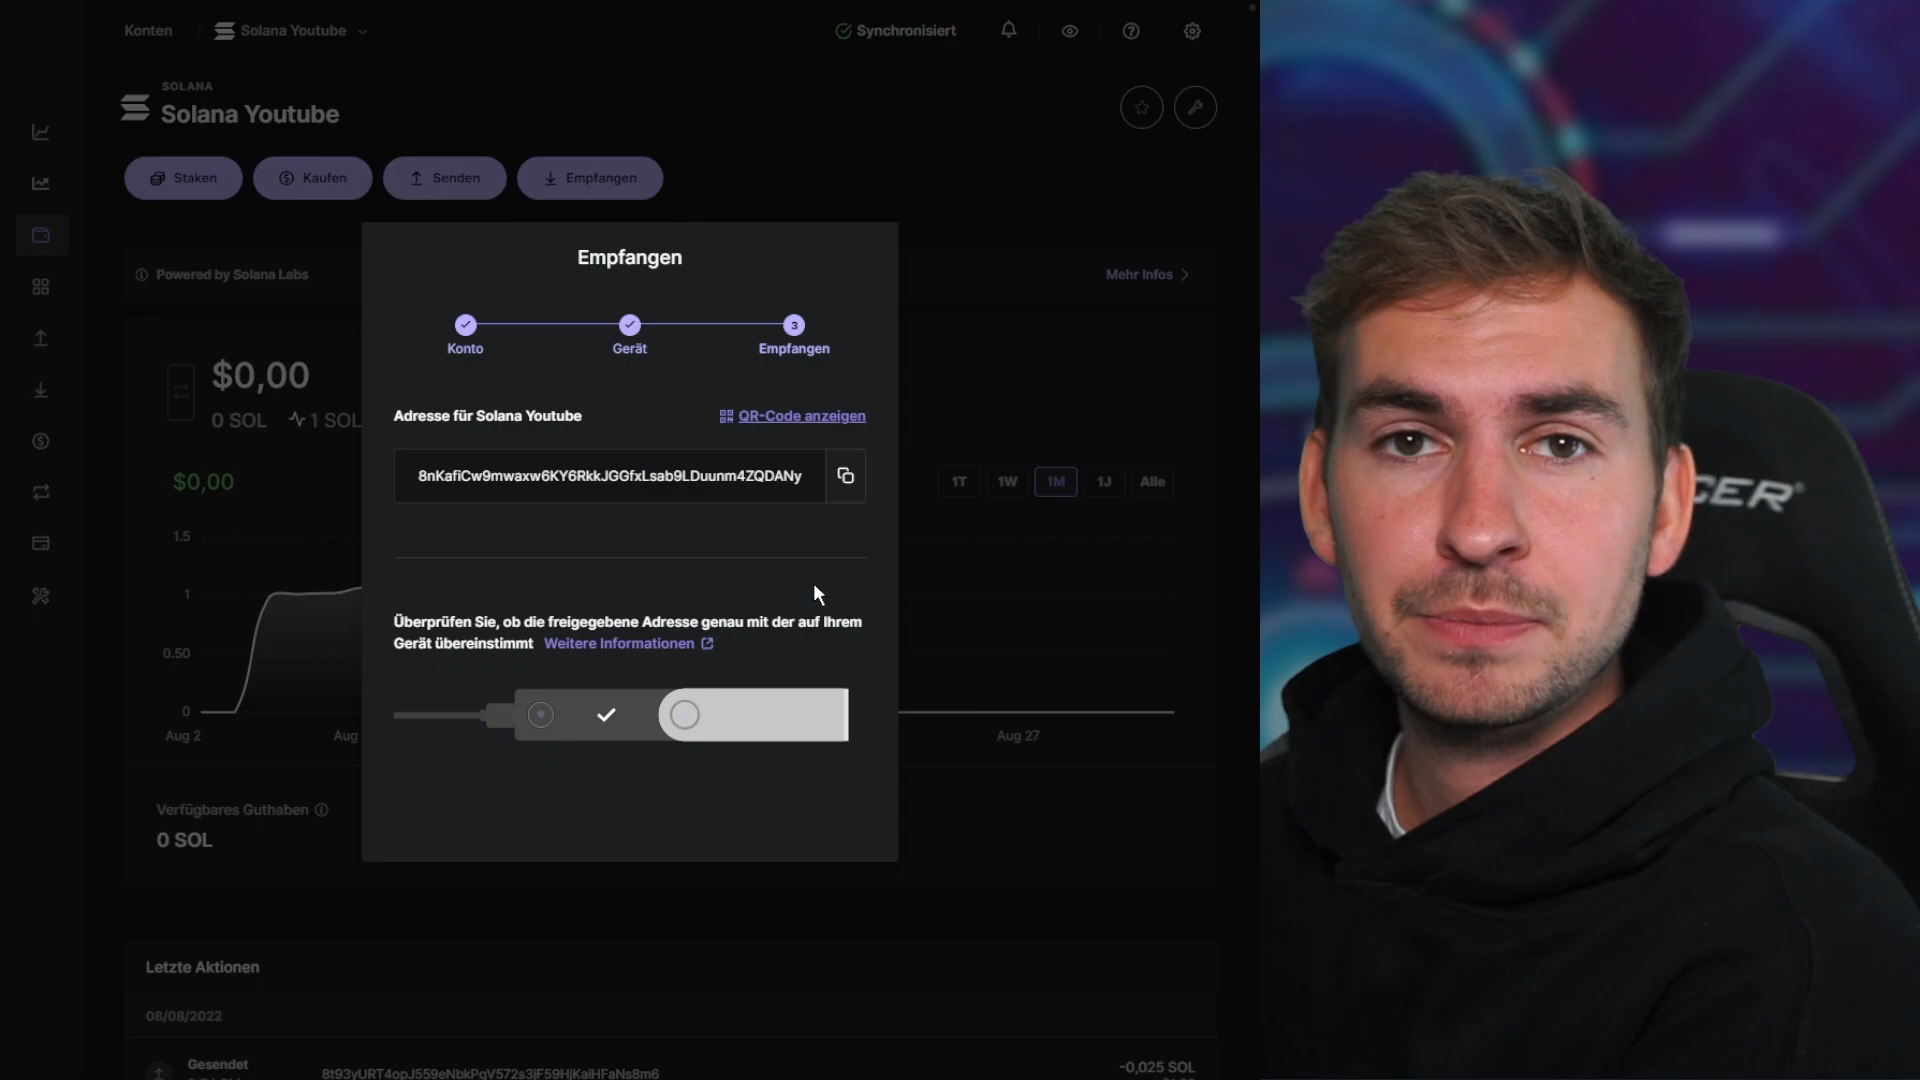 Konten
Solana Youtube
Synchronisiert
SOLANA
Solana Youtube
Staken
Kaufen
Senden
Empfangen
Powered by Solana Labs
Mehr Infos
Empfangen
3
Konto
Gerät
Empfangen
$0,00
0 SOL
1 SOL
Adresse für Solana Youtube
QR-Code anzeigen
8nKafiCw9mwaxw6KY6RkkJGGfxLsab9LDuunm4ZQDANy
$0,00
1T
1W
1M
1J
Alle
1.5
1
0.50
0
Aug 2
Aug
Aug 27
Überprüfen Sie, ob die freigegebene Adresse genau mit der auf Ihrem
Gerät übereinstimmt Weitere Informationen
Verfügbares Guthaben
0 SOL
Letzte Aktionen
08/08/2022
Gesendet
8t93yURT4opJ559eNbkPqV572s3jF59HjKaiHFaNs8m6
-0,025 SOL